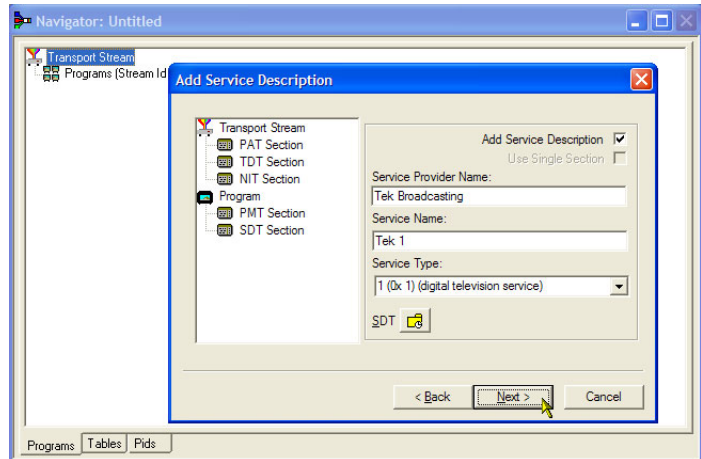 Navigator: Untitled
Transport Stream
Programs (Stream Id
Add Service Description
Transport Stream
PAT Section
TDT Section
NIT Section
Program
PMT Section
SDT Section
Add Service Description
Use Single Section
Service Provider Name:
Tek Broadcasting
Service Name:
Tek 1
Service Type:
1 (0x 1) (digital television service)
SDT
< Back
Next >
Cancel
Programs
Tables
Pids